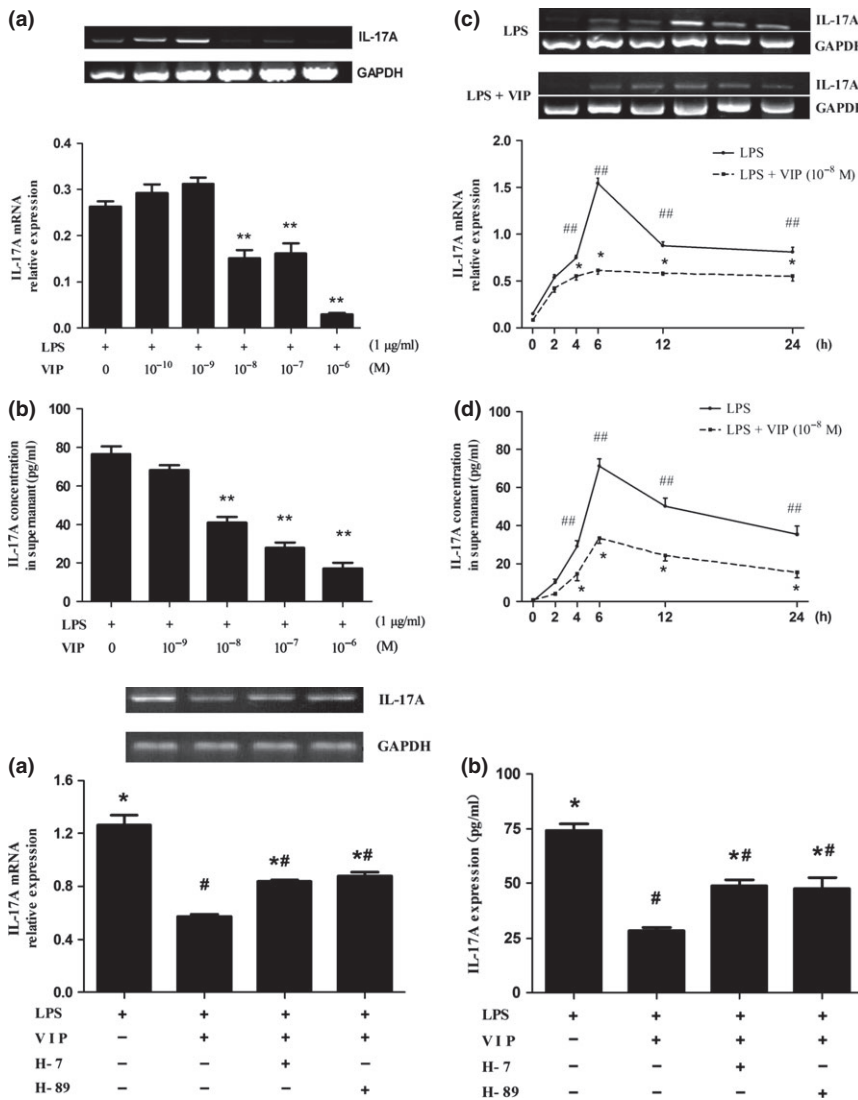 (a)
IL-17A
GAPDH
IL-17A mRNA
relative expression
0.4
0.3
0.2
0.1
0.0
** ** **
LPS + + + + + + (1 µg/ml)
VIP 0 10⁻¹⁰ 10⁻⁹ 10⁻⁸ 10⁻⁷ 10⁻⁶ (M)
(c)
LPS
IL-17A
GAPDH
LPS + VIP
IL-17A
GAPDH
IL-17A mRNA
relative expression
2.0
1.5
1.0
0.5
0.0
LPS
LPS + VIP (10⁻⁸ M)
## ## ## ##
* * * *
0 2 4 6 12 24 (h)
(b)
IL-17A concentration
in supernanant (pg/ml)
100
80
60
40
20
0
** ** **
LPS + + + + + (1 µg/ml)
VIP 0 10⁻⁹ 10⁻⁸ 10⁻⁷ 10⁻⁶ (M)
(d)
IL-17A concentration
in supernanant (pg/ml)
100
80
60
40
20
0
LPS
LPS + VIP (10⁻⁸ M)
## ## ## ##
* * * *
0 2 4 6 12 24 (h)
IL-17A
GAPDH
(a)
IL-17A mRNA
relative expression
1.6
1.2
0.8
0.4
0.0
* # *# *#
LPS + + + +
VIP – + + +
H-7 – – + –
H-89 – – – +
(b)
IL-17A expression (pg/ml)
100
75
50
25
0
* # *# *#
LPS + + + +
VIP – + + +
H-7 – – + –
H-89 – – – +